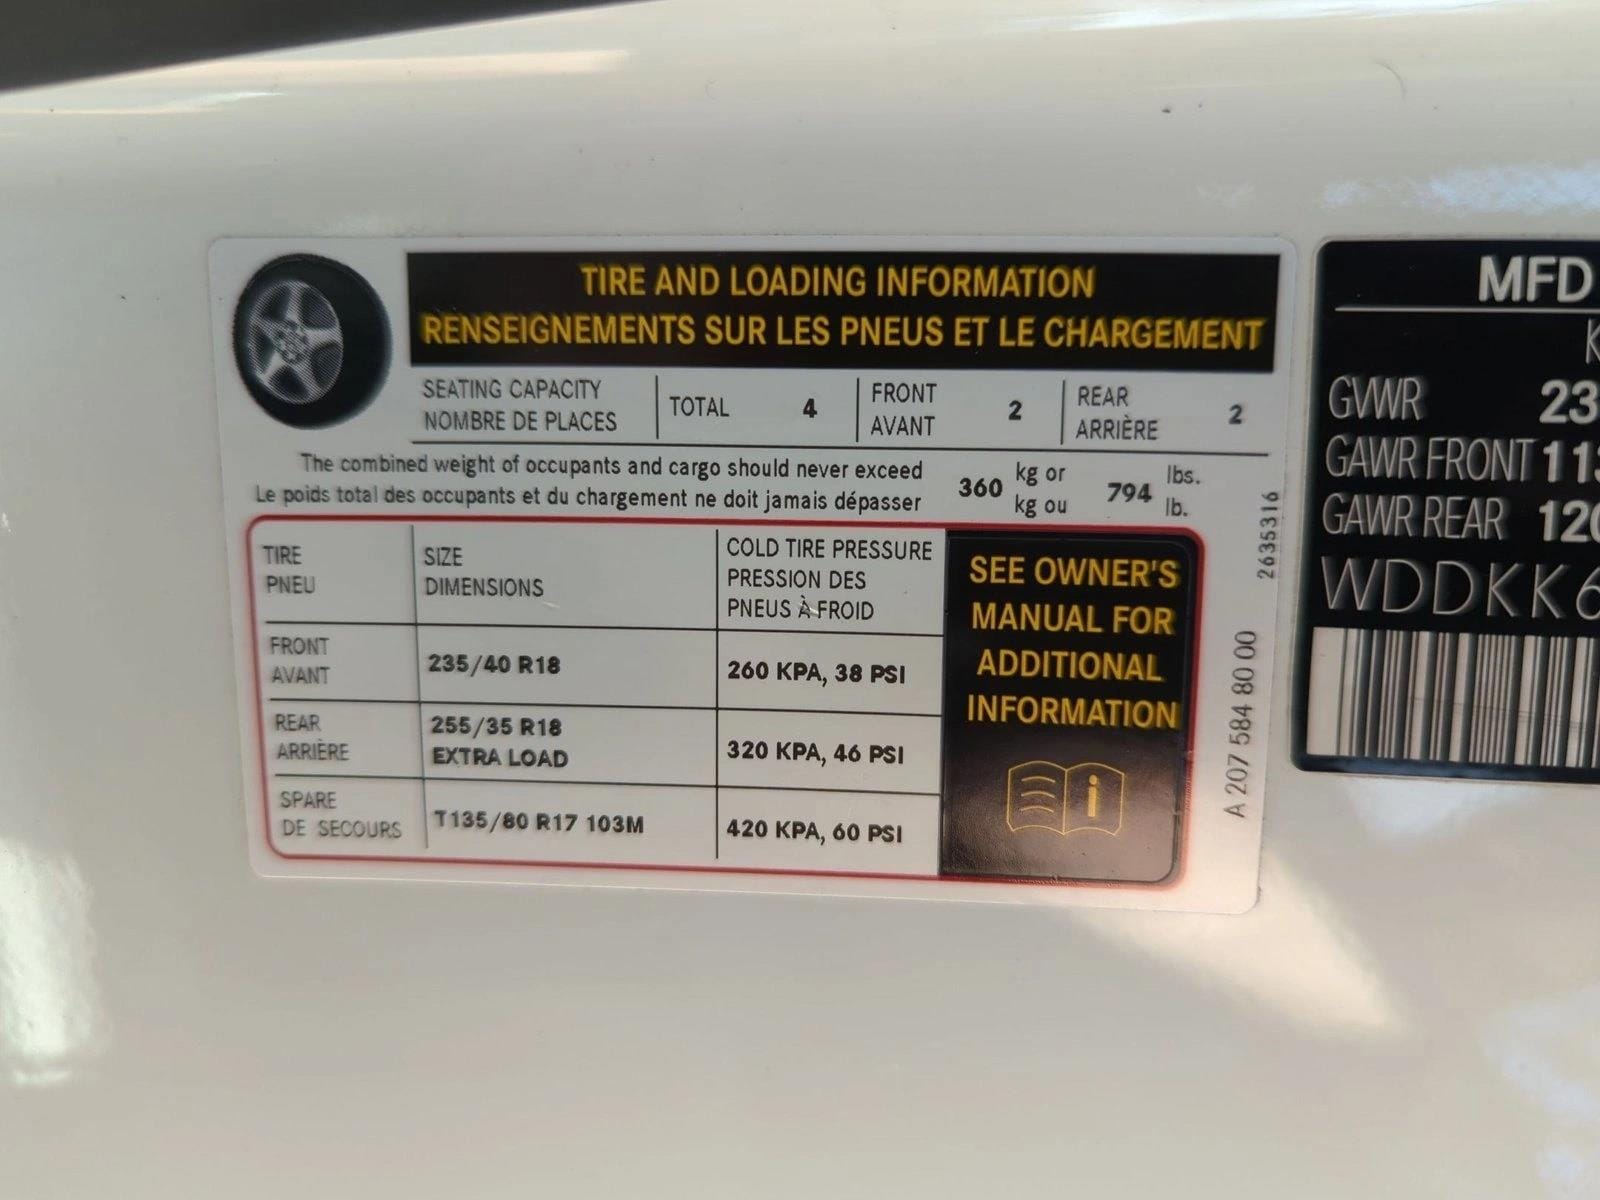 TIRE AND LOADING INFORMATION
RENSEIGNEMENTS SUR LES PNEUS ET LE CHARGEMENT
SEATING CAPACITY
NOMBRE DE PLACES
TOTAL 4
FRONT
AVANT
2
REAR
ARRIÈRE
2
The combined weight of occupants and cargo should never exceed
Le poids total des occupants et du chargement ne doit jamais dépasser
360
kg or
kg ou
794
lbs.
lb.
TIRE
PNEU
SIZE
DIMENSIONS
COLD TIRE PRESSURE
PRESSION DES
PNEUS À FROID
FRONT
AVANT
235/40 R18
260 KPA, 38 PSI
REAR
ARRIÈRE
255/35 R18
EXTRA LOAD
320 KPA, 46 PSI
SPARE
DE SECOURS
T135/80 R17 103M
420 KPA, 60 PSI
SEE OWNER'S
MANUAL FOR
ADDITIONAL
INFORMATION
i
2635316
A 207 584 80 00
MFD
GVWR 23
GAWR FRONT 11
GAWR REAR 120
WDDKK6